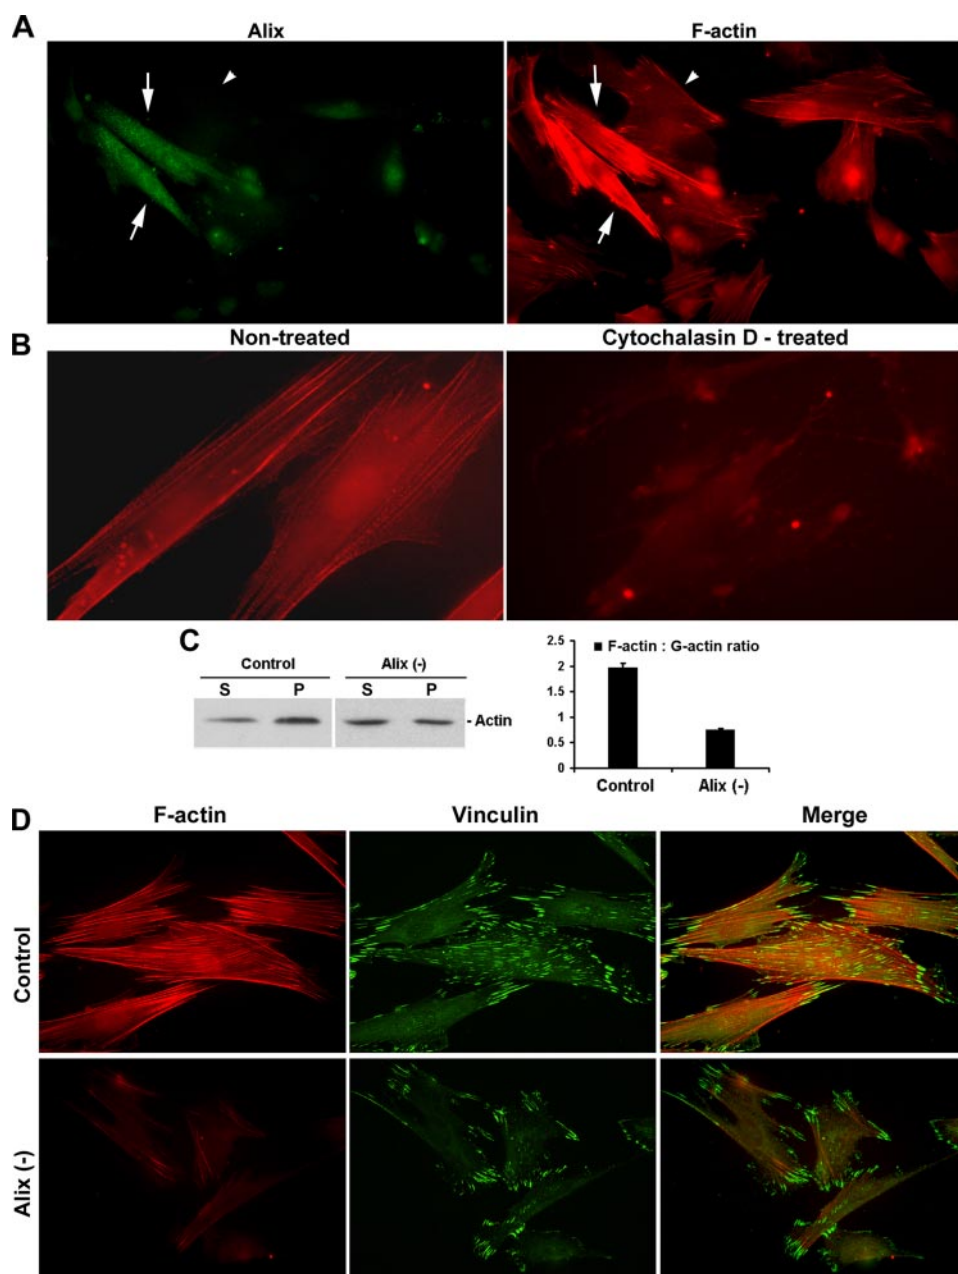 A
Alix
F-actin
B
Non-treated
Cytochalasin D - treated
C
Control
Alix (-)
S
P
S
P
- Actin
F-actin : G-actin ratio
2.5
2
1.5
1
0.5
0
Control
Alix (-)
D
F-actin
Vinculin
Merge
Control
Alix (-)